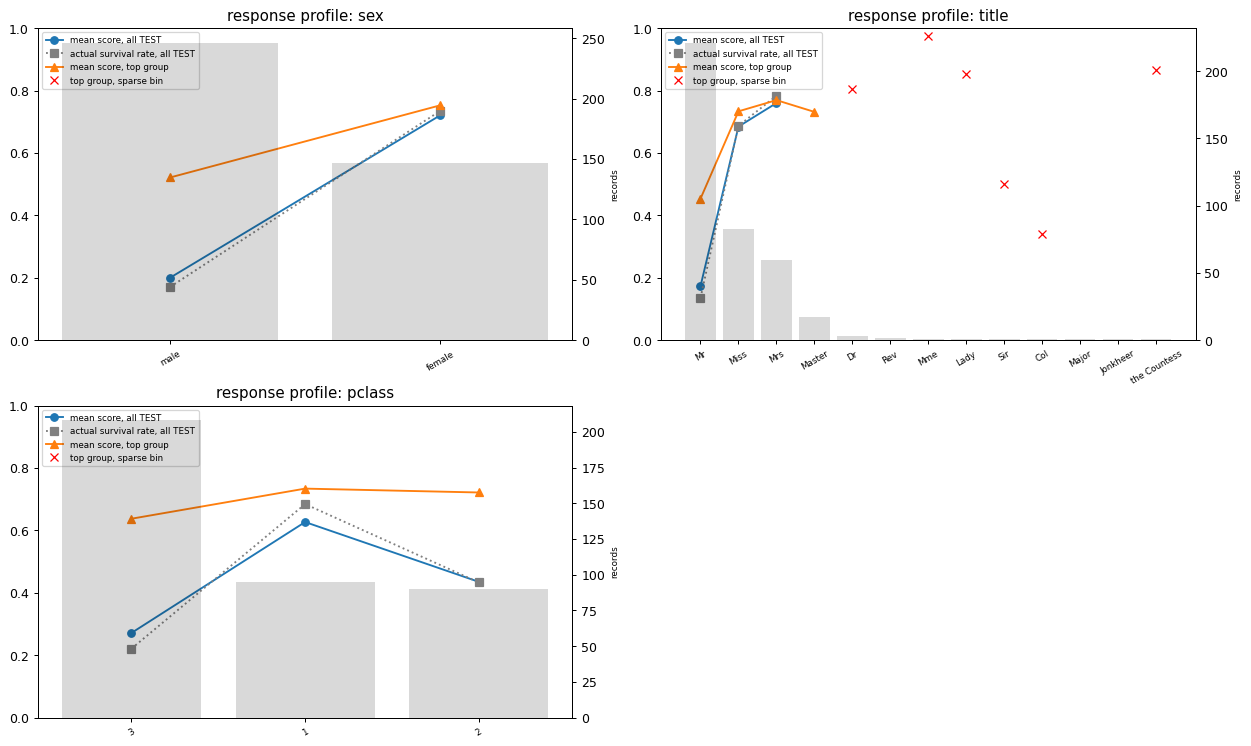 response profile: sex
1.0
0.8
0.6
0.4
0.2
0.0
mean score, all TEST
actual survival rate, all TEST
mean score, top group
top group, sparse bin
250
200
150
100
50
0
records
male
female
response profile: title
1.0
0.8
0.6
0.4
0.2
0.0
mean score, all TEST
actual survival rate, all TEST
mean score, top group
top group, sparse bin
200
150
100
50
0
records
Mr
Miss
Mrs
Master
Dr
Rev
Mme
Lady
Sir
Col
Major
Jonkheer
the Countess
response profile: pclass
1.0
0.8
0.6
0.4
0.2
0.0
mean score, all TEST
actual survival rate, all TEST
mean score, top group
top group, sparse bin
200
175
150
125
100
75
50
25
0
records
3
1
2